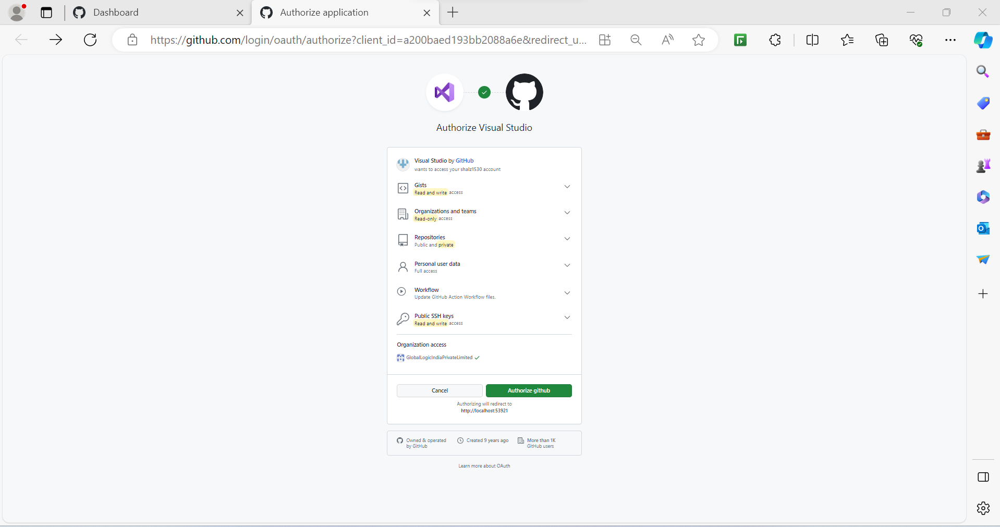 Dashboard
Authorize application
https://github.com/login/oauth/authorize?client_id=a200baed193bb2088a6e&redirect_u...
Authorize Visual Studio
Visual Studio by GitHub
wants to access your shalz1530 account
Gists
Read and write access
Organizations and teams
Read-only access
Repositories
Public and private
Personal user data
Full access
Workflow
Update GitHub Action Workflow files.
Public SSH keys
Read and write access
Organization access
GlobalLogicIndiaPrivateLimited
Cancel
Authorize github
Authorizing will redirect to
http://localhost:53921
Owned & operated
by GitHub
Created 9 years ago
More than 1K
GitHub users
Learn more about OAuth